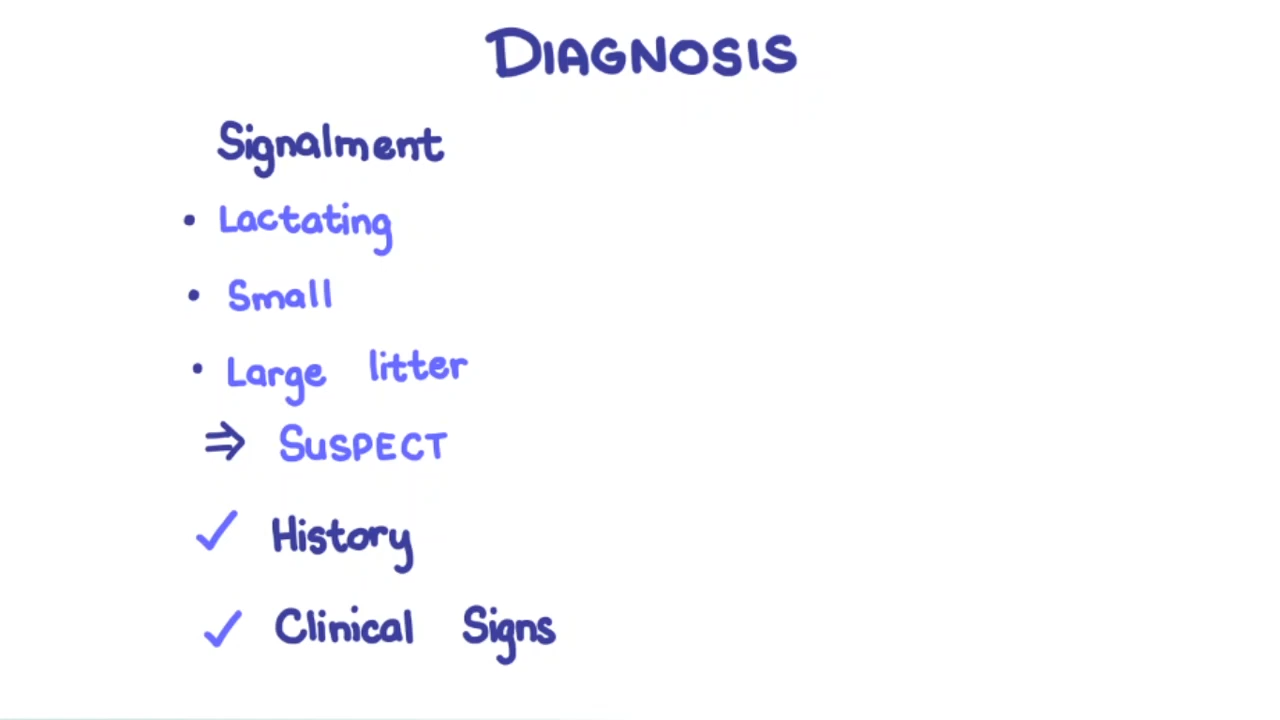 DIAGNOSIS
Signalment
• Lactating
• Small
• Large litter
⇒ SUSPECT
✓ History
✓ Clinical Signs